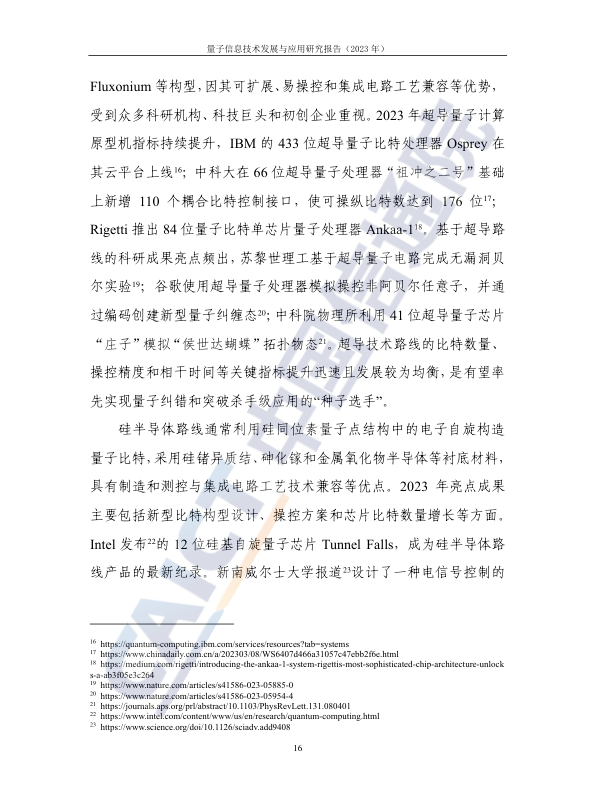 量子信息技术发展与应用研究报告（2023 年）
Fluxonium 等构型，因其可扩展、易操控和集成电路工艺兼容等优势，
受到众多科研机构、科技巨头和初创企业重视。2023 年超导量子计算
原型机指标持续提升，IBM 的 433 位超导量子比特处理器 Osprey 在
其云平台上线16；中科大在 66 位超导量子处理器“祖冲之二号”基础
上新增 110 个耦合比特控制接口，使可操纵比特数达到 176 位17；
Rigetti 推出 84 位量子比特单芯片量子处理器 Ankaa-118。基于超导路
线的科研成果亮点频出，苏黎世理工基于超导量子电路完成无漏洞贝
尔实验19；谷歌使用超导量子处理器模拟操控非阿贝尔任意子，并通
过编码创建新型量子纠缠态20；中科院物理所利用 41 位超导量子芯片
“庄子”模拟“侯世达蝴蝶”拓扑物态21。超导技术路线的比特数量、
操控精度和相干时间等关键指标提升迅速且发展较为均衡，是有望率
先实现量子纠错和突破杀手级应用的“种子选手”。
硅半导体路线通常利用硅同位素量子点结构中的电子自旋构造
量子比特，采用硅锗异质结、砷化镓和金属氧化物半导体等衬底材料，
具有制造和测控与集成电路工艺技术兼容等优点。2023 年亮点成果
主要包括新型比特构型设计、操控方案和芯片比特数量增长等方面。
Intel 发布22的 12 位硅基自旋量子芯片 Tunnel Falls，成为硅半导体路
线产品的最新纪录。新南威尔士大学报道23设计了一种电信号控制的
16 https://quantum-computing.ibm.com/services/resources?tab=systems
17 https://www.chinadaily.com.cn/a/202303/08/WS6407d466a31057c47ebb2f6e.html
18 https://medium.com/rigetti/introducing-the-ankaa-1-system-rigettis-most-sophisticated-chip-architecture-unlock
s-a-ab3f05e3c264
19 https://www.nature.com/articles/s41586-023-05885-0
20 https://www.nature.com/articles/s41586-023-05954-4
21 https://journals.aps.org/prl/abstract/10.1103/PhysRevLett.131.080401
22 https://www.intel.com/content/www/us/en/research/quantum-computing.html
23 https://www.science.org/doi/10.1126/sciadv.add9408
16
CAICT 中国信通院